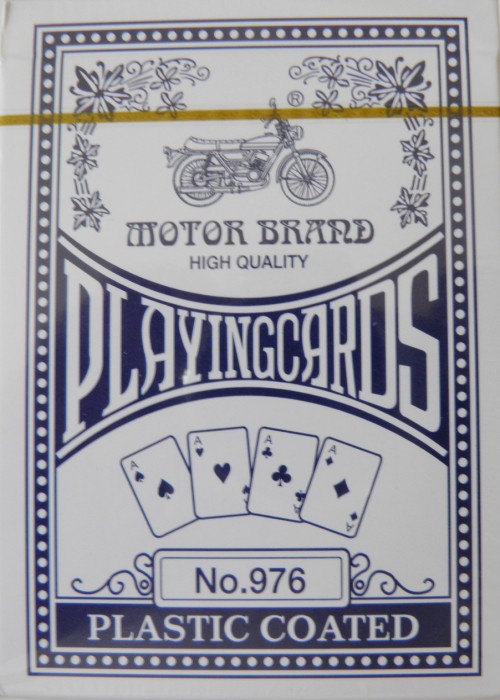 ®
MOTOR BRAND
HIGH QUALITY
PLAYINGCARDS
A A A A
A
No.976
PLASTIC COATED